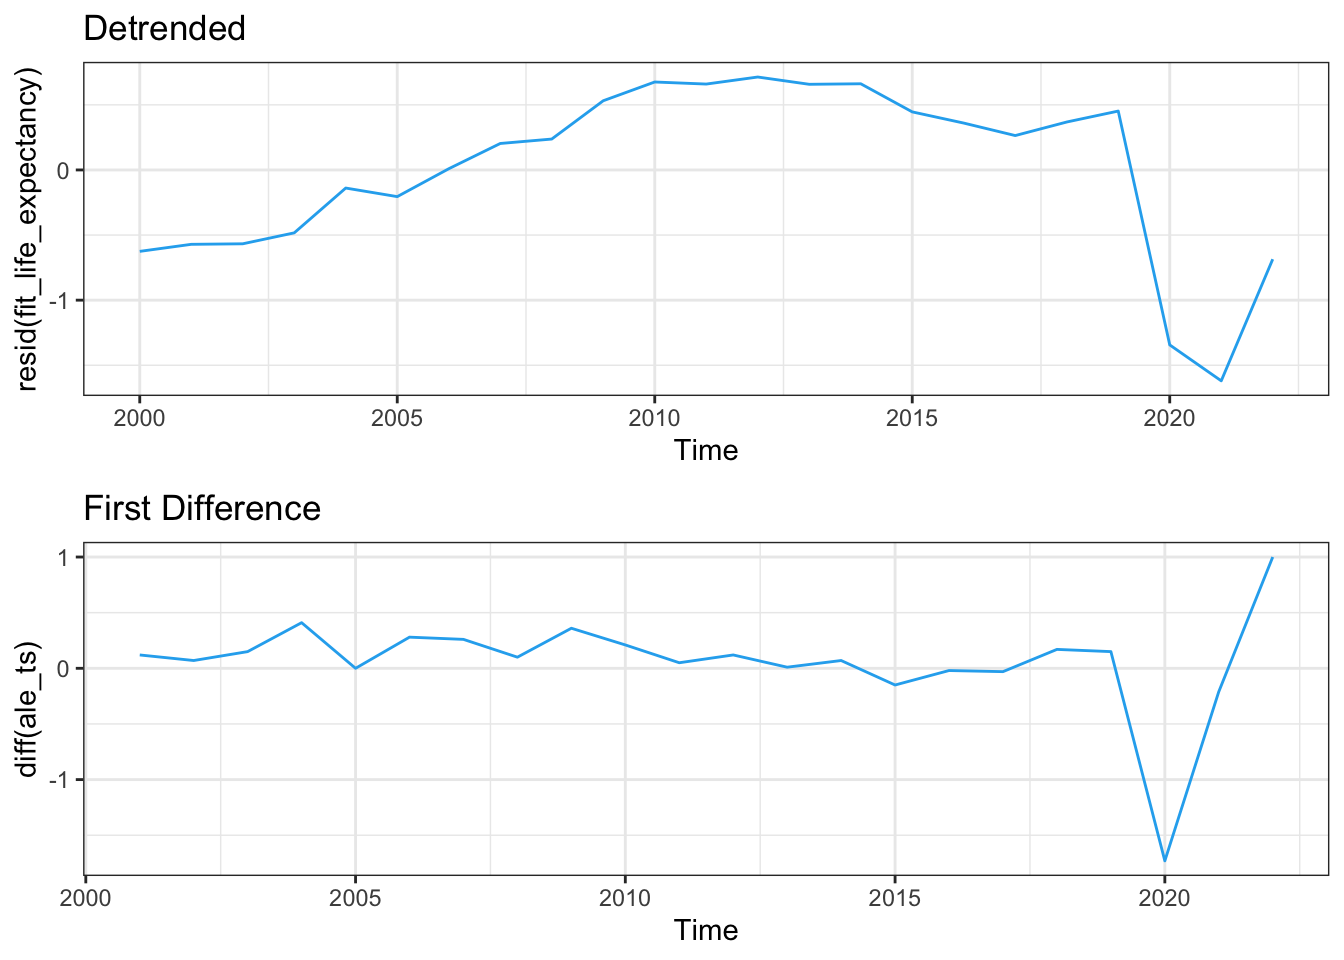 Detrended
resid(fit_life_expectancy)
0
-1
2000 2005 2010 2015 2020
Time
First Difference
diff(ale_ts)
1
0
-1
2000 2005 2010 2015 2020
Time